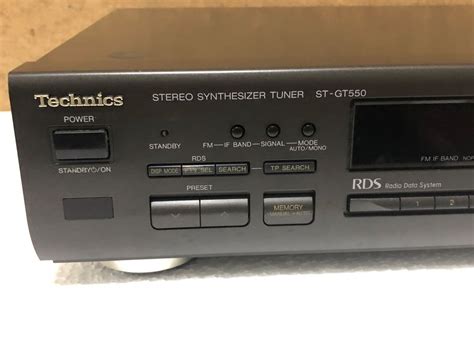 Technics STEREO SYNTHESIZER TUNER ST-GT550
POWER
STANDBY FM IF BAND SIGNAL MODE
AUTO/MONO
STANDBY⏻/ON
RDS
DISP MODE SEARCH TP SEARCH
PRESET
MEMORY
FM IF BAND
RDS Radio Data System
1 2